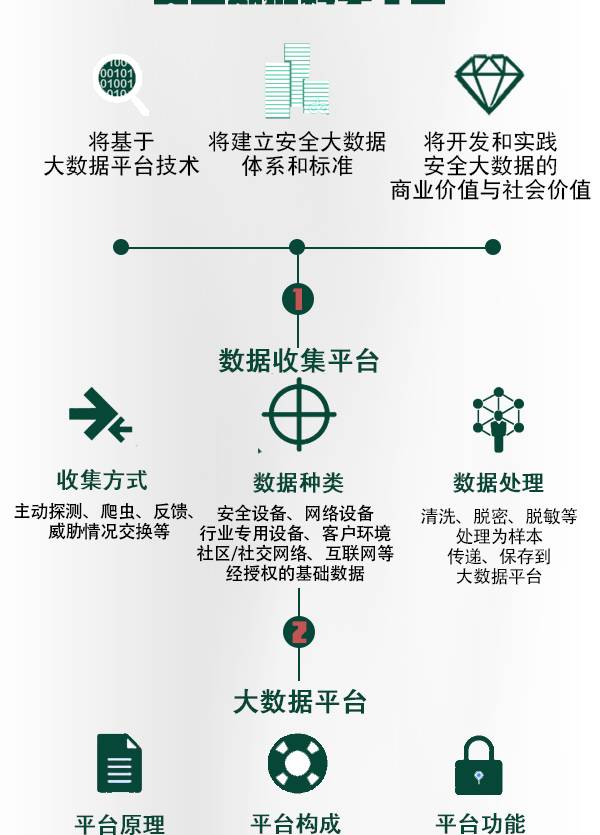 将基于
大数据平台技术
将建立安全大数据
体系和标准
将开发和实践
安全大数据的
商业价值与社会价值
1
数据收集平台
收集方式
主动探测、爬虫、反馈、
威胁情况交换等
数据种类
安全设备、网络设备
行业专用设备、客户环境
社区/社交网络、互联网等
经授权的基础数据
数据处理
清洗、脱密、脱敏等
处理为样本
传递、保存到
大数据平台
2
大数据平台
平台原理
平台构成
平台功能